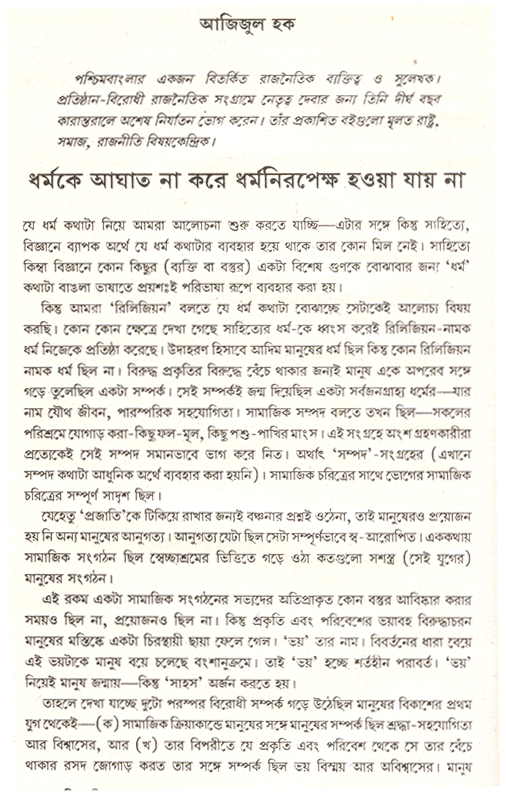 আজিজুল হক
পশ্চিমবাংলার একজন বিতর্কিত রাজনৈতিক ব্যক্তিত্ব ও সুলেখক।
প্রতিষ্ঠান-বিরোধী রাজনৈতিক সংগ্রামে নেতৃত্ব দেবার জন্য তিনি দীর্ঘ বছর
কারান্তরালে অশেষ নির্যাতন ভোগ করেন। তাঁর প্রকাশিত বইগুলো মূলত রাষ্ট্র,
সমাজ, রাজনীতি বিষয়কেন্দ্রিক।
ধর্মকে আঘাত না করে ধর্মনিরপেক্ষ হওয়া যায় না
যে ধর্ম কথাটা নিয়ে আমরা আলোচনা শুরু করতে যাচ্ছি—এটার সঙ্গে কিন্তু সাহিত্যে,
বিজ্ঞানে ব্যাপক অর্থে যে ধর্ম কথাটার ব্যবহার হয়ে থাকে তার কোন মিল নেই। সাহিত্যে
কিম্বা বিজ্ঞানে কোন কিছুর (ব্যক্তি বা বস্তুর) একটা বিশেষ গুণকে বোঝাবার জন্য ‘ধর্ম’
কথাটা বাঙলা ভাষাতে প্রয়শঃই পরিভাষা রূপে ব্যবহার করা হয়।
কিন্তু আমরা ‘রিলিজিয়ন’ বলতে যে ধর্ম কথাটা বোঝাচ্ছে সেটাকেই আলোচ্য বিষয়
করছি। কোন কোন ক্ষেত্রে দেখা গেছে সাহিত্যের ধর্ম-কে ধ্বংস করেই রিলিজিয়ন-নামক
ধর্ম নিজেকে প্রতিষ্ঠা করেছে। উদাহরণ হিসাবে আদিম মানুষের ধর্ম ছিল কিন্তু কোন রিলিজিয়ন
নামক ধর্ম ছিল না। বিরুদ্ধ প্রকৃতির বিরুদ্ধে বেঁচে থাকার জন্যই মানুষ একে অপরের সঙ্গে
গড়ে তুলেছিল একটা সম্পর্ক। সেই সম্পর্কই জন্ম দিয়েছিল একটা সর্বজনগ্রাহ্য ধর্মের—যার
নাম যৌথ জীবন, পারস্পরিক সহযোগিতা। সামাজিক সম্পদ বলতে তখন ছিল—সকলের
পরিশ্রমে যোগাড় করা-কিছু ফল-মূল, কিছু পশু-পাখির মাংস। এই সংগ্রহে অংশ গ্রহণকারীরা
প্রত্যেকেই সেই সম্পদ সমানভাবে ভাগ করে নিত। অর্থাৎ ‘সম্পদ’-সংগ্রহের (এখানে
সম্পদ কথাটা আধুনিক অর্থে ব্যবহার করা হয়নি)। সামাজিক চরিত্রের সাথে ভোগের সামাজিক
চরিত্রের সম্পূর্ণ সাদৃশ ছিল।
যেহেতু ‘প্রজাতি’কে টিকিয়ে রাখার জন্যই বঞ্চনার প্রশ্নই ওঠেনা, তাই মানুষেরও প্রয়োজন
হয় নি অন্য মানুষের আনুগত্য। আনুগত্য যেটা ছিল সেটা সম্পূর্ণভাবে স্ব-আরোপিত। এককথায়
সামাজিক সংগঠন ছিল স্বেচ্ছাশ্রমের ভিত্তিতে গড়ে ওঠা কতগুলো সশস্ত্র (সেই যুগের)
মানুষের সংগঠন।
এই রকম একটা সামাজিক সংগঠনের সভ্যদের অতিপ্রাকৃত কোন বস্তুর আবিষ্কার করার
সময়ও ছিল না, প্রয়োজনও ছিল না। কিন্তু প্রকৃতি এবং পরিবেশের ভয়াবহ বিরুদ্ধাচরন
মানুষের মস্তিষ্কে একটা চিরস্থায়ী ছায়া ফেলে গেল। ‘ভয়’ তার নাম। বিবর্তনের ধারা বেয়ে
এই ভয়টাকে মানুষ বয়ে চলেছে বংশানুক্রমে। তাই ‘ভয়’ হচ্ছে শর্তহীন পরাবর্ত। ‘ভয়’
নিয়েই মানুষ জন্মায়—কিন্তু ‘সাহস’ অর্জন করতে হয়।
তাহলে দেখা যাচ্ছে দুটো পরস্পর বিরোধী সম্পর্ক গড়ে উঠেছিল মানুষের বিকাশের প্রথম
যুগ থেকেই—(ক) সামাজিক ক্রিয়াকান্ডে মানুষের সঙ্গে মানুষের সম্পর্ক ছিল শ্রদ্ধা-সহযোগিতা
আর বিশ্বাসের, আর (খ) তার বিপরীতে যে প্রকৃতি এবং পরিবেশ থেকে সে তার বেঁচে
থাকার রসদ জোগাড় করত তার সঙ্গে সম্পর্ক ছিল ভয় বিস্ময় আর অবিশ্বাসের। মানুষ